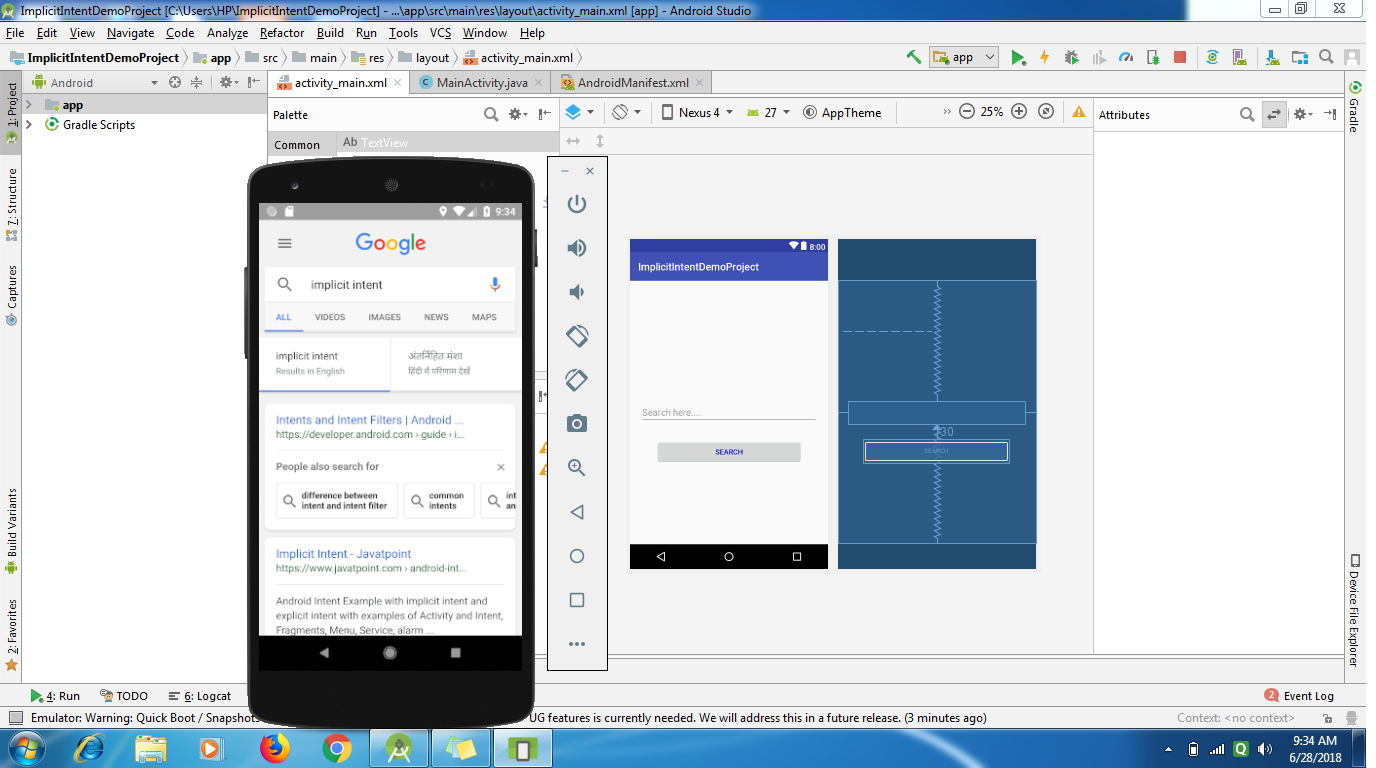 ImplicitIntentDemoProject [C:\Users\HP\ImplicitIntentDemoProject] - ...\app\src\main\res\layout\activity_main.xml [app] - Android Studio
File Edit View Navigate Code Analyze Refactor Build Run Tools VCS Window Help
ImplicitIntentDemoProject app src main res layout activity_main.xml app
1: Project
7: Structure
Captures
Build Variants
2: Favorites
Android
app
Gradle Scripts
activity_main.xml MainActivity.java AndroidManifest.xml
Palette
Common Ab TextView
Nexus 4 27 AppTheme 25%
Attributes
Gradle
Device File Explorer
9:34
Google
implicit intent
ALL VIDEOS IMAGES NEWS MAPS
implicit intent
Results in English
अंतर्निहित मंशा
हिंदी में परिणाम देखें
Intents and Intent Filters | Android ...
https://developer.android.com › guide › i...
People also search for
difference between
intent and intent filter
common
intents
int
an
Implicit Intent - Javatpoint
https://www.javatpoint.com › android-int...
Android Intent Example with implicit intent and
explicit intent with examples of Activity and Intent,
Fragments, Menu, Service, alarm ...
8:00
ImplicitIntentDemoProject
Search here....
SEARCH
30
SEARCH
4: Run TODO 6: Logcat Event Log
2
Emulator: Warning: Quick Boot / Snapshots UG features is currently needed. We will address this in a future release. (3 minutes ago) Context: <no context>
9:34 AM
6/28/2018